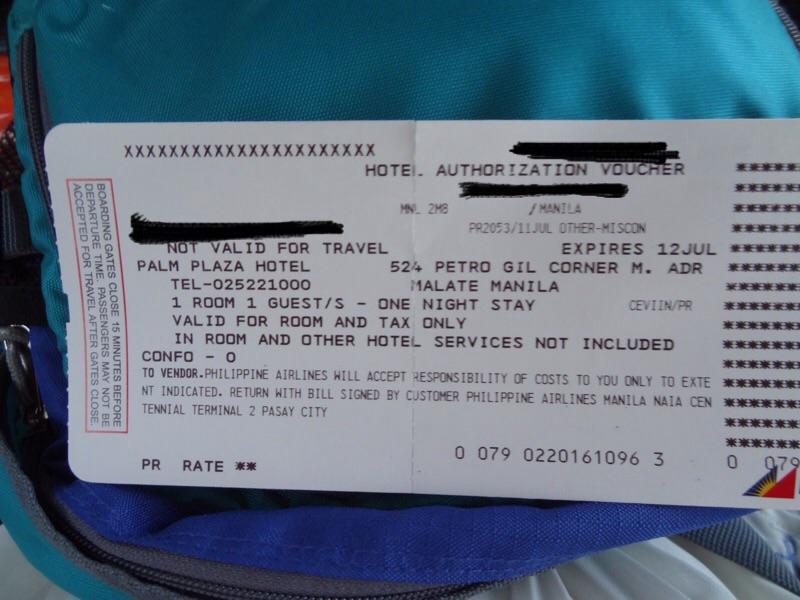 XXXXXXXXXXXXXXXXXXXXXX
HOTEL AUTHORIZATION VOUCHER
MNL 2MB /MANILA
PR2053/11JUL OTHER-MISCON
NOT VALID FOR TRAVEL EXPIRES 12JUL
PALM PLAZA HOTEL 524 PETRO GIL CORNER M. ADR
TEL-025221000 MALATE MANILA
1 ROOM 1 GUEST/S - ONE NIGHT STAY CEVIIN/PR
VALID FOR ROOM AND TAX ONLY
IN ROOM AND OTHER HOTEL SERVICES NOT INCLUDED
CONFO - 0
TO VENDOR.PHILIPPINE AIRLINES WILL ACCEPT RESPONSIBILITY OF COSTS TO YOU ONLY TO EXTE
NT INDICATED. RETURN WITH BILL SIGNED BY CUSTOMER PHILIPPINE AIRLINES MANILA NAIA CEN
TENNIAL TERMINAL 2 PASAY CITY
PR RATE **
0 079 0220161096 3
0 079
BOARDING GATES CLOSE 15 MINUTES BEFORE
DEPARTURE TIME. PASSENGERS MAY NOT BE
ACCEPTED FOR TRAVEL AFTER GATES CLOSE.